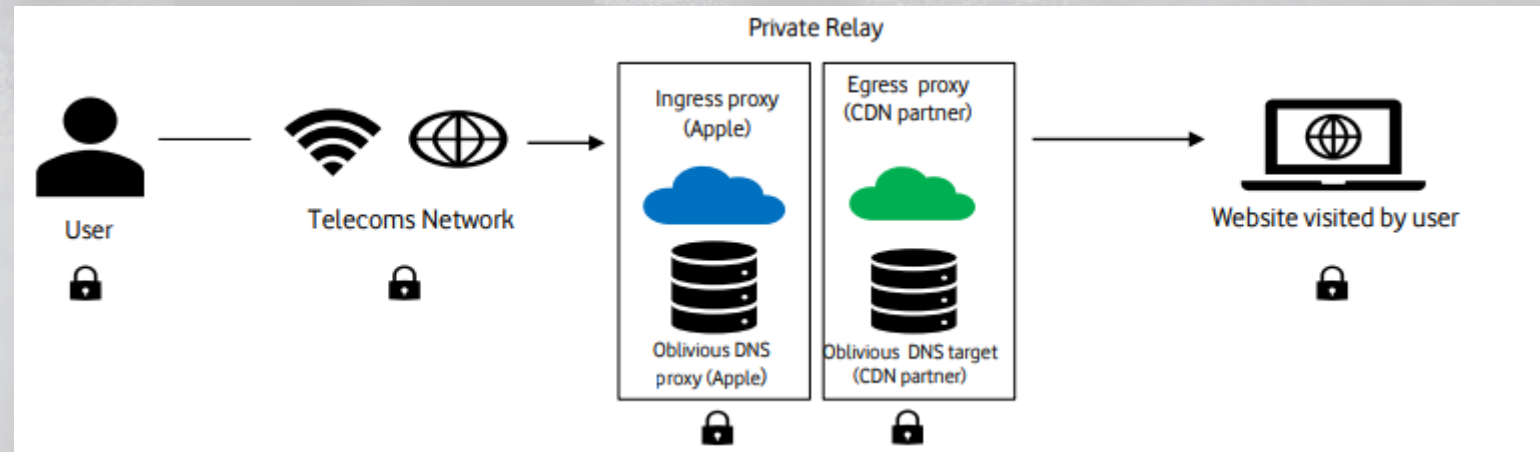 Private Relay
User
Telecoms Network
Ingress proxy
(Apple)
Oblivious DNS
proxy (Apple)
Egress proxy
(CDN partner)
Oblivious DNS target
(CDN partner)
Website visited by user